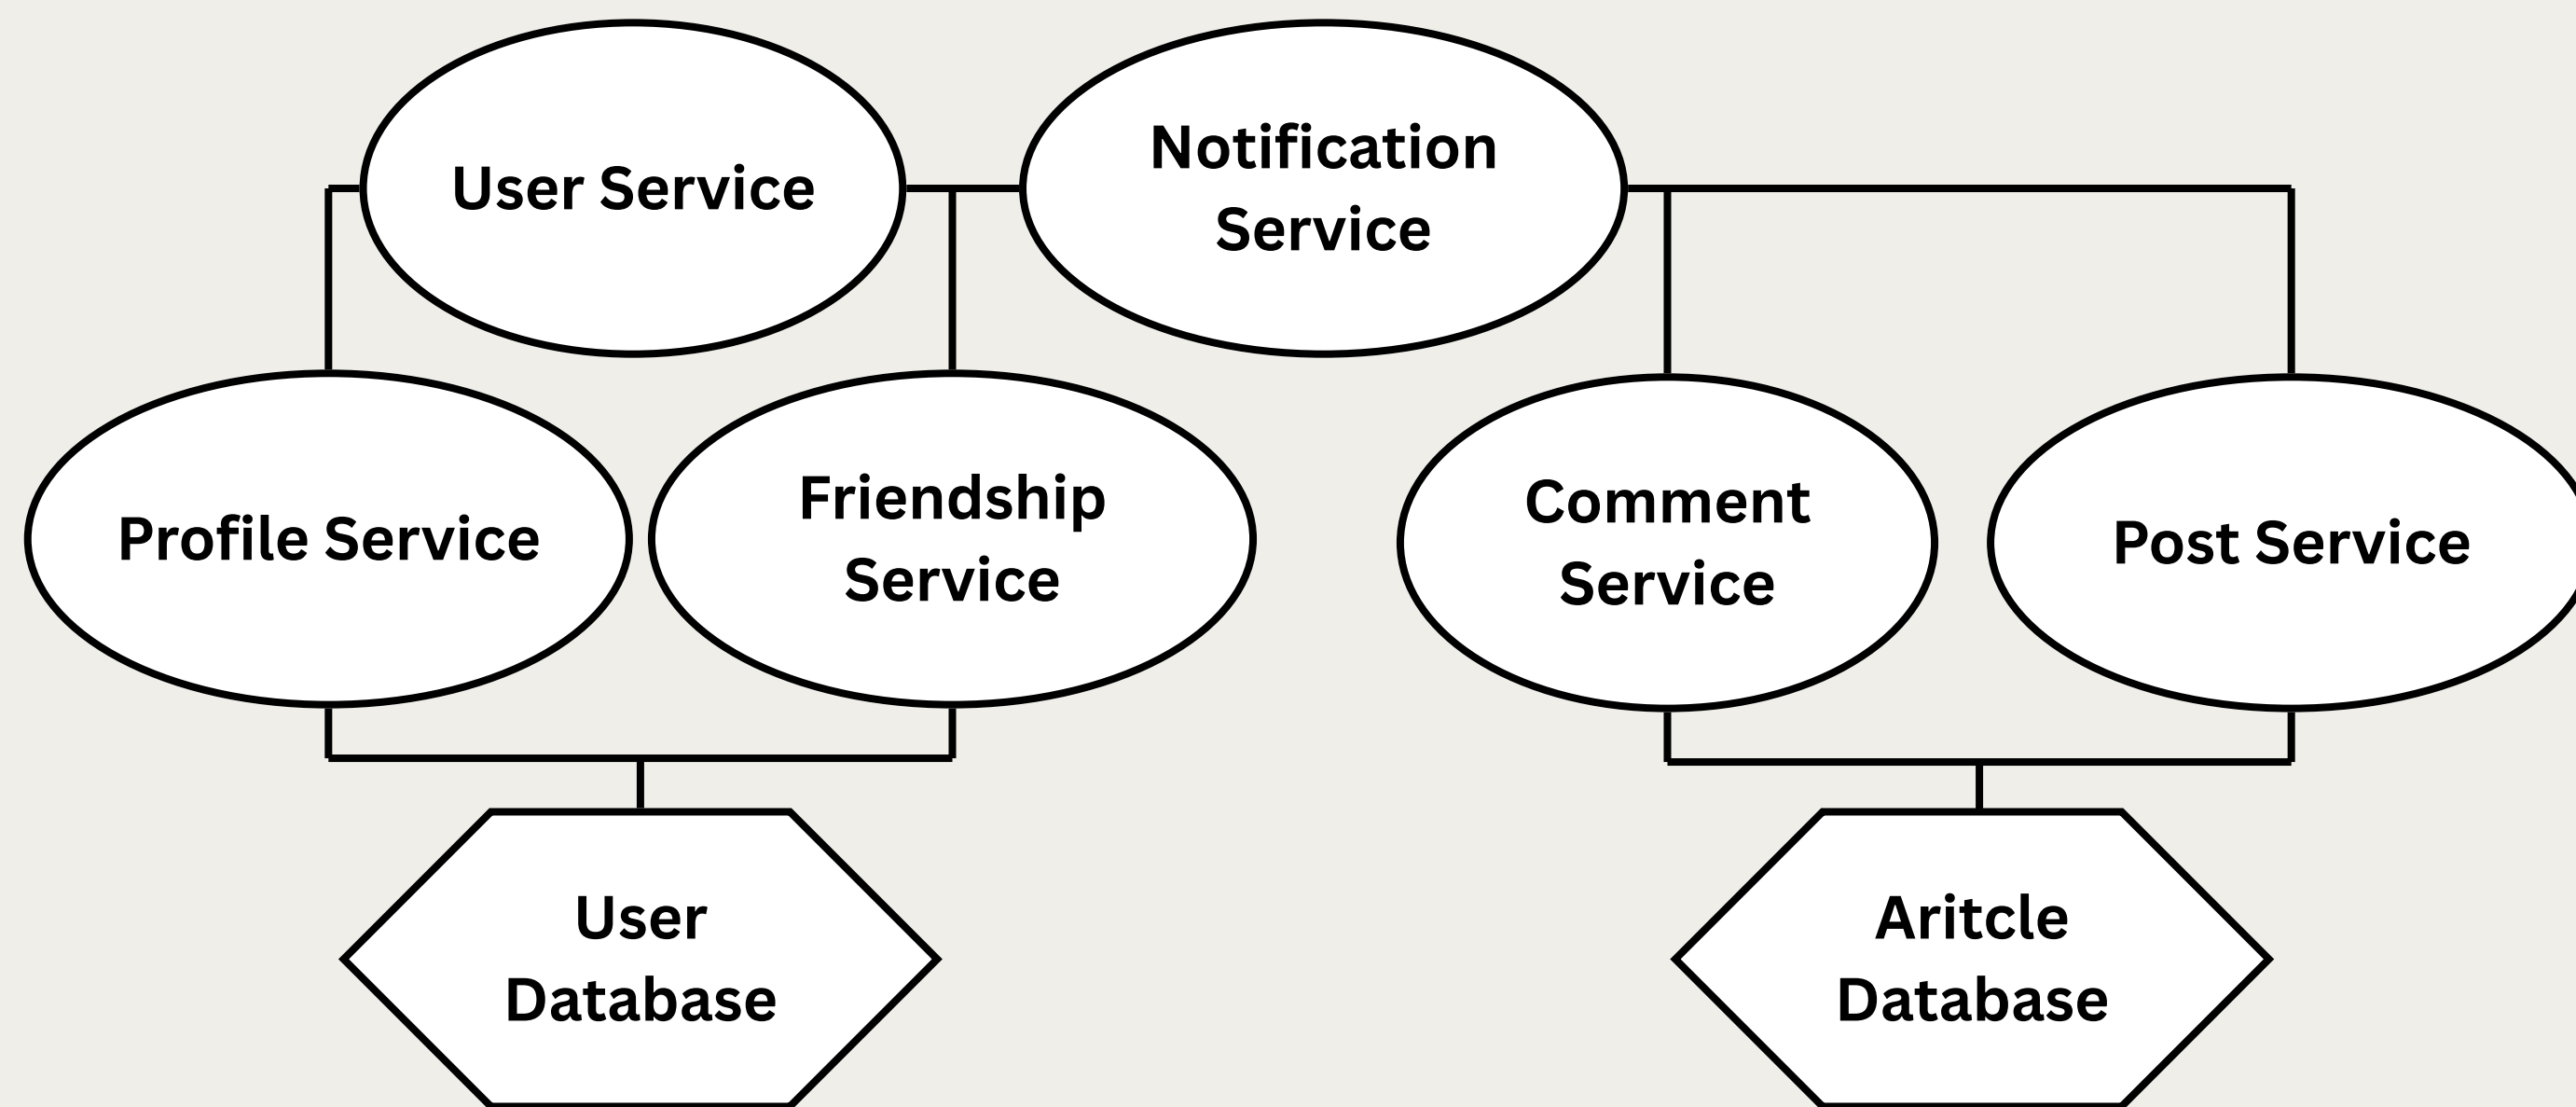 User Service
Notification
Service
Profile Service
Friendship
Service
Comment
Service
Post Service
User
Database
Aritcle
Database